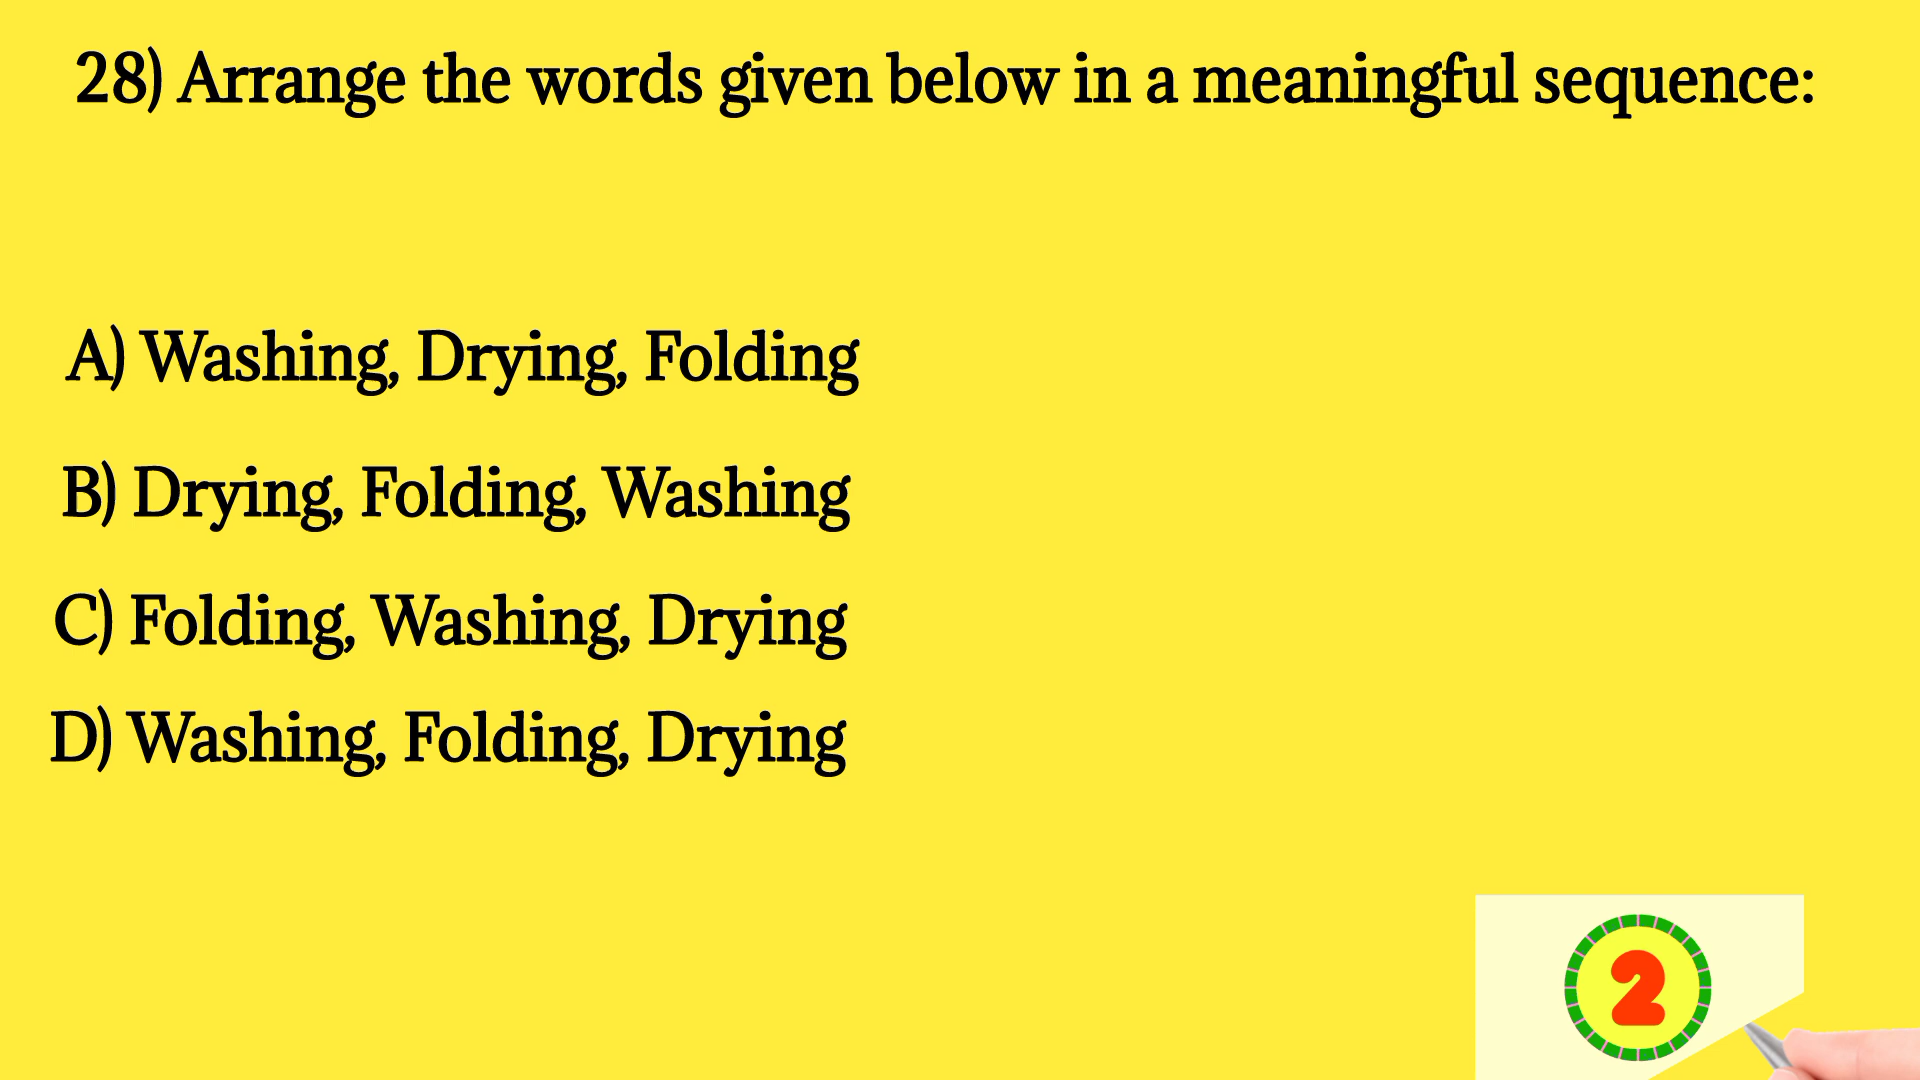 28) Arrange the words given below in a meaningful sequence:
A) Washing, Drying, Folding
B) Drying, Folding, Washing
C) Folding, Washing, Drying
D) Washing, Folding, Drying
2